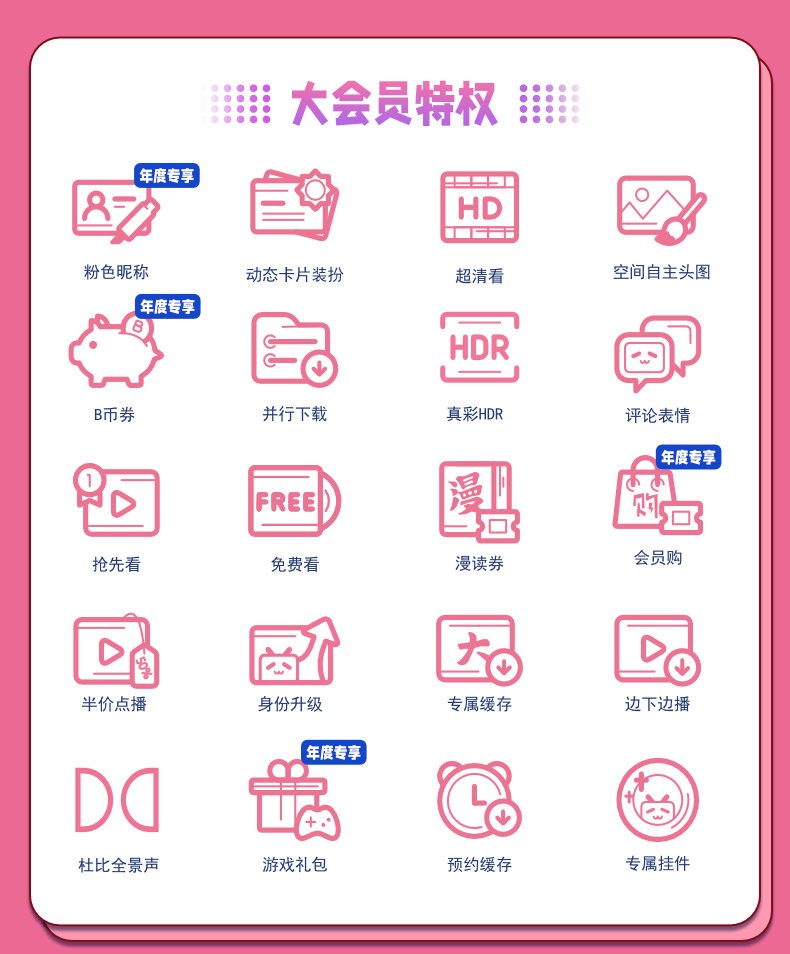 大会员特权
年度专享
粉色昵称
动态卡片装扮
HD
超清看
空间自主头图
年度专享
B
B币券
并行下载
HDR
真彩HDR
评论表情
1
抢先看
FREE
免费看
漫
漫读券
年度专享
购
会员购
半价点播
身份升级
大
专属缓存
边下边播
杜比全景声
年度专享
游戏礼包
预约缓存
专属挂件